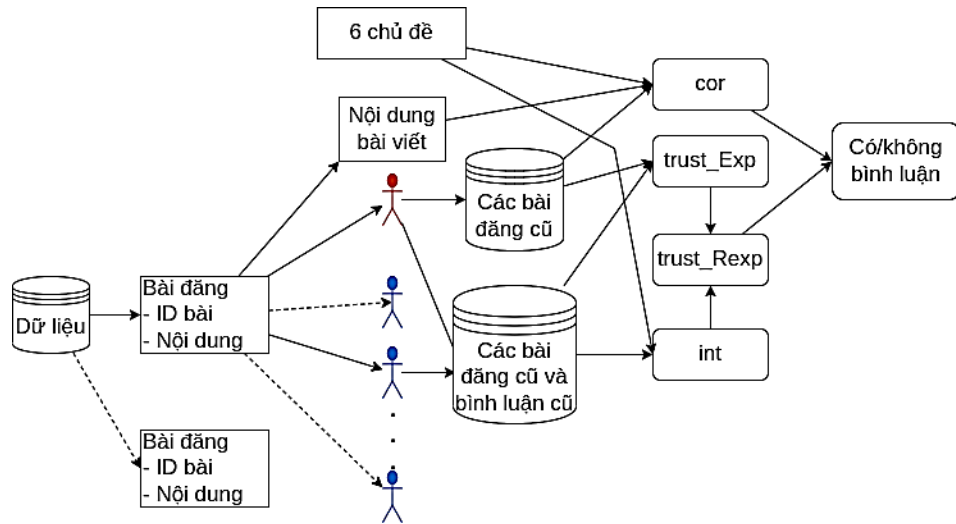 6 chủ đề
Nội dung
bài viết
cor
trust_Exp
Có/không
bình luận
Các bài
đăng cũ
trust_Rexp
Dữ liệu
Bài đăng
- ID bài
- Nội dung
Các bài
đăng cũ và
bình luận cũ
int
Bài đăng
- ID bài
- Nội dung